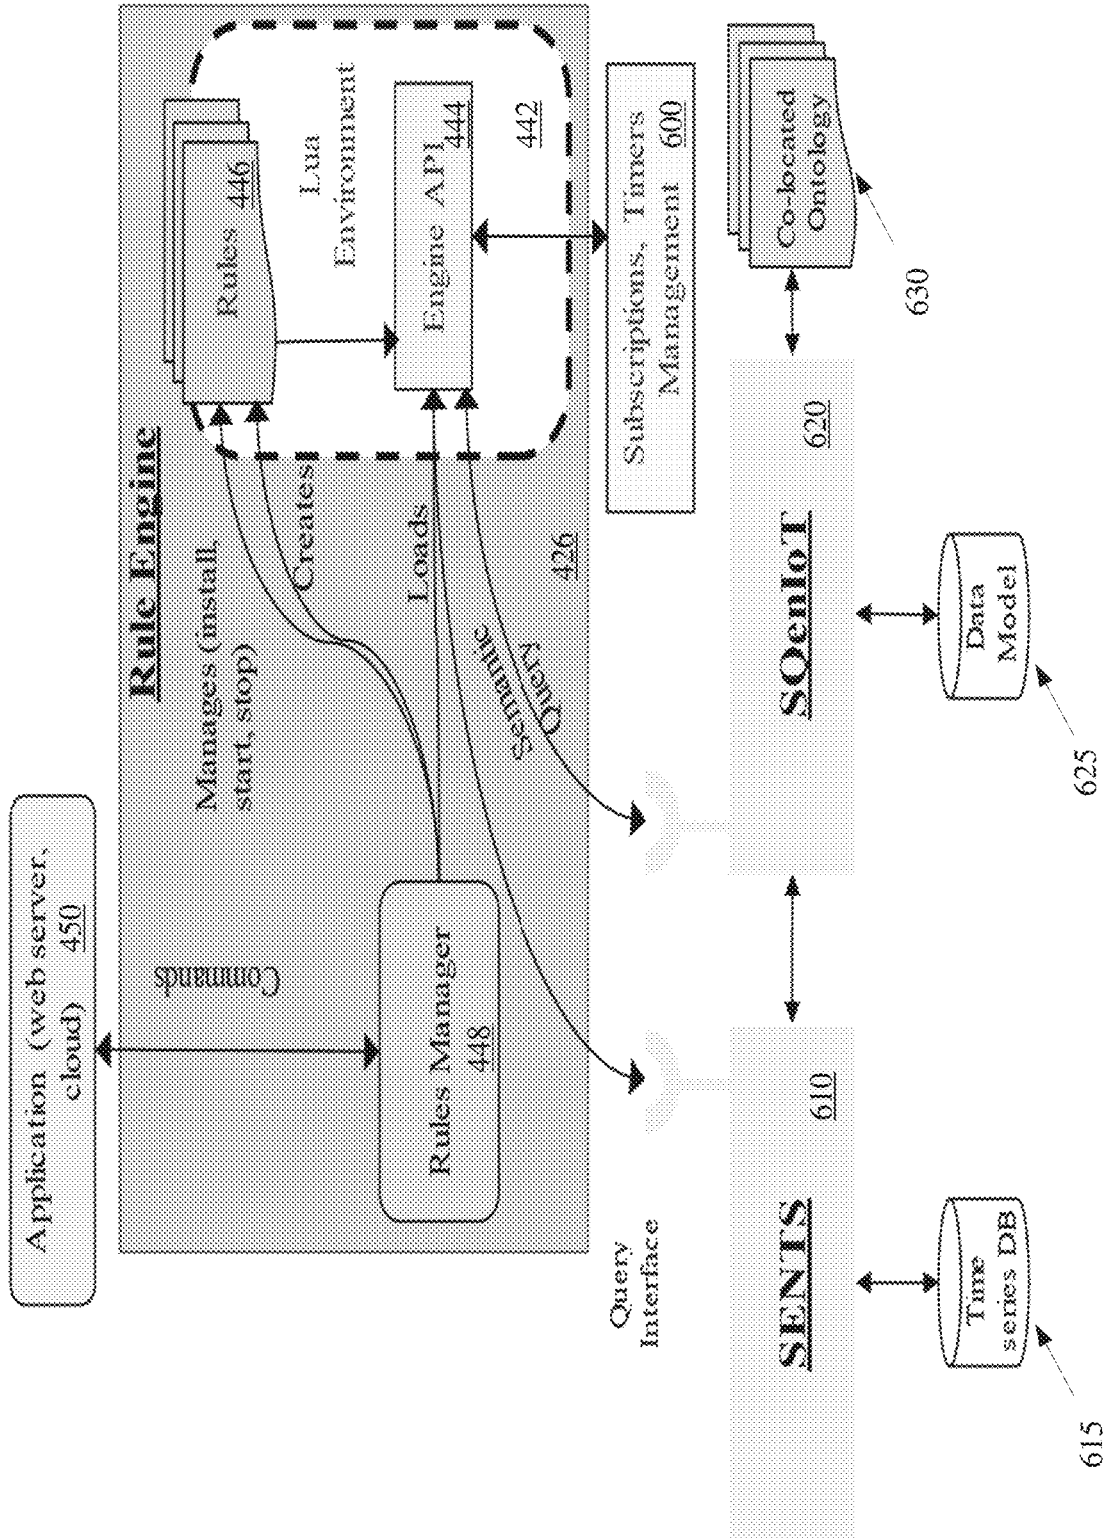 Application (web server,
cloud) 450
Rule Engine
Commands
Manages (install,
start, stop)
Creates
Rules 446
Lua
Environment
Rules Manager
448
Loads
Engine API 444
442
Semantic
Query
426
Query
Interface
Subscriptions, Timers
Management 600
SENTS 610
SQenIoT 620
Co-located
Ontology
630
Time
series DB
615
Data
Model
625